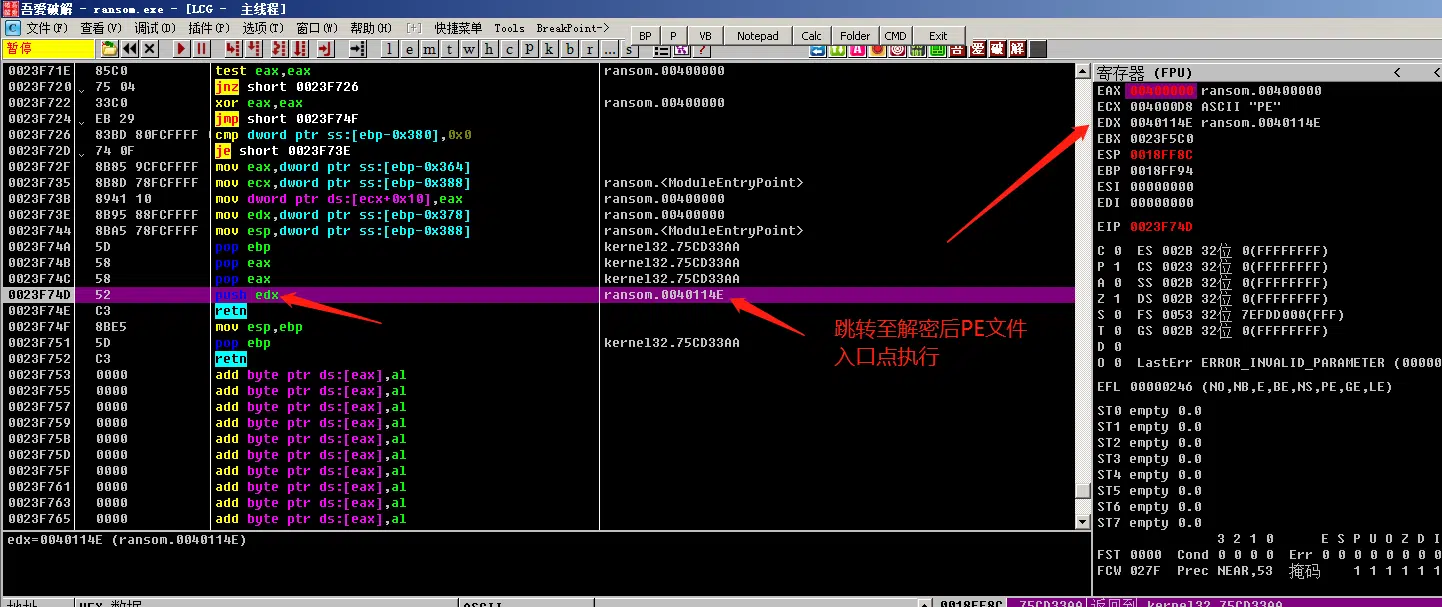 吾爱破解 - ransom.exe - [LCG -  主线程]
C 文件(F) 查看(V) 调试(D) 插件(P) 选项(T) 窗口(W) 帮助(H) [+] 快捷菜单 Tools BreakPoint->
BP P VB Notepad Calc Folder CMD Exit
暂停 l e m t w h c p k b r ... s ? 吾 爱 破 解
0023F71E 85C0 test eax,eax ransom.00400000
0023F720 75 04 jnz short 0023F726
0023F722 33C0 xor eax,eax ransom.00400000
0023F724 EB 29 jmp short 0023F74F
0023F726 83BD 80FCFFFF cmp dword ptr ss:[ebp-0x380],0x0
0023F72D 74 0F je short 0023F73E
0023F72F 8B85 9CFCFFFF mov eax,dword ptr ss:[ebp-0x364]
0023F735 8B8D 78FCFFFF mov ecx,dword ptr ss:[ebp-0x388] ransom.<ModuleEntryPoint>
0023F73B 8941 10 mov dword ptr ds:[ecx+0x10],eax ransom.00400000
0023F73E 8B95 88FCFFFF mov edx,dword ptr ss:[ebp-0x378] ransom.00400000
0023F744 8BA5 78FCFFFF mov esp,dword ptr ss:[ebp-0x388] ransom.<ModuleEntryPoint>
0023F74A 5D pop ebp kernel32.75CD33AA
0023F74B 58 pop eax kernel32.75CD33AA
0023F74C 58 pop eax kernel32.75CD33AA
0023F74D 52 push edx ransom.0040114E
0023F74E C3 retn
0023F74F 8BE5 mov esp,ebp
0023F751 5D pop ebp kernel32.75CD33AA
0023F752 C3 retn
0023F753 0000 add byte ptr ds:[eax],al
0023F755 0000 add byte ptr ds:[eax],al
0023F757 0000 add byte ptr ds:[eax],al
0023F759 0000 add byte ptr ds:[eax],al
0023F75B 0000 add byte ptr ds:[eax],al
0023F75D 0000 add byte ptr ds:[eax],al
0023F75F 0000 add byte ptr ds:[eax],al
0023F761 0000 add byte ptr ds:[eax],al
0023F763 0000 add byte ptr ds:[eax],al
0023F765 0000 add byte ptr ds:[eax],al
跳转至解密后PE文件
入口点执行
edx=0040114E (ransom.0040114E)
寄存器 (FPU) < <
EAX 00400000 ransom.00400000
ECX 004000D8 ASCII "PE"
EDX 0040114E ransom.0040114E
EBX 0023F5C0
ESP 0018FF8C
EBP 0018FF94
ESI 00000000
EDI 00000000
EIP 0023F74D
C 0 ES 002B 32位 0(FFFFFFFF)
P 1 CS 0023 32位 0(FFFFFFFF)
A 0 SS 002B 32位 0(FFFFFFFF)
Z 1 DS 002B 32位 0(FFFFFFFF)
S 0 FS 0053 32位 7EFDD000(FFF)
T 0 GS 002B 32位 0(FFFFFFFF)
D 0
O 0 LastErr ERROR_INVALID_PARAMETER (00000
EFL 00000246 (NO,NB,E,BE,NS,PE,GE,LE)
ST0 empty 0.0
ST1 empty 0.0
ST2 empty 0.0
ST3 empty 0.0
ST4 empty 0.0
ST5 empty 0.0
ST6 empty 0.0
ST7 empty 0.0
3 2 1 0 E S P U O Z D I
FST 0000 Cond 0 0 0 0 Err 0 0 0 0 0 0 0 0
FCW 027F Prec NEAR,53 掩码 1 1 1 1 1 1
地址 HEX 数据 ASCII 0018FF8C 75CD33AA 返回到 kernel32.75CD33AA